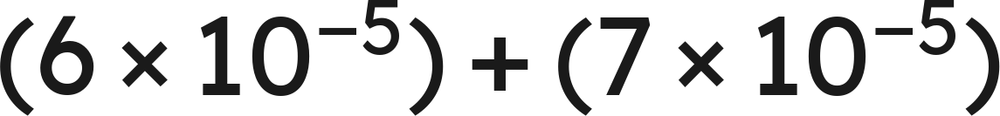 (6 × 10⁻⁵) + (7 × 10⁻⁵)